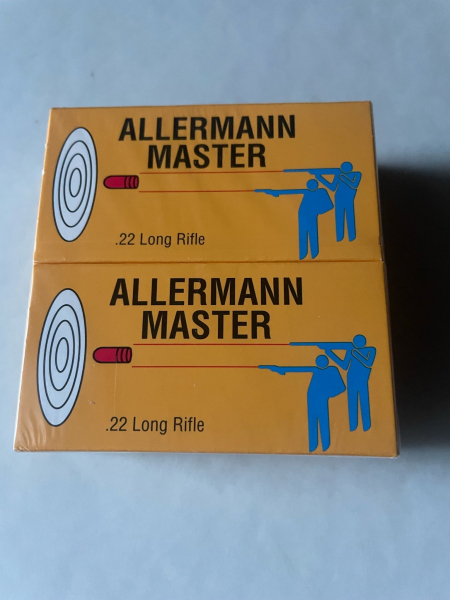 ALLERMANN
MASTER
.22 Long Rifle
ALLERMANN
MASTER
.22 Long Rifle